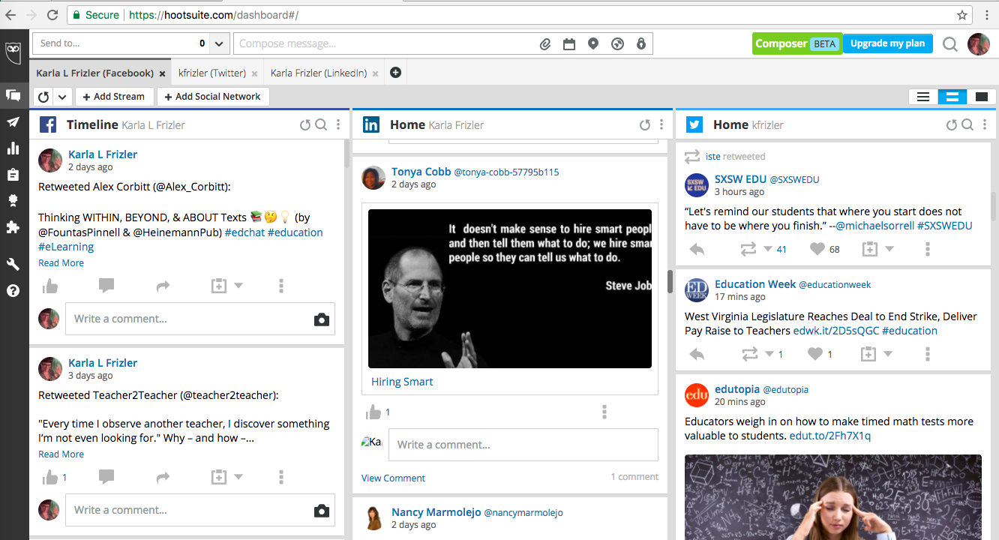 Secure https://hootsuite.com/dashboard#/
Send to... 0 Compose message... Composer BETA Upgrade my plan
Karla L Frizler (Facebook) × kfrizler (Twitter) × Karla Frizler (LinkedIn) ×
+ Add Stream + Add Social Network
Timeline Karla L Frizler
Karla L Frizler
2 days ago
Retweeted Alex Corbitt (@Alex_Corbitt):
Thinking WITHIN, BEYOND, & ABOUT Texts 📚🤔💡 (by
@FountasPinnell & @HeinemannPub) #edchat #education
#eLearning
Read More
Write a comment...
Karla L Frizler
3 days ago
Retweeted Teacher2Teacher (@teacher2teacher):
"Every time I observe another teacher, I discover something
I'm not even looking for." Why – and how –...
Read More
1
Write a comment...
in Home Karla Frizler
Tonya Cobb @tonya-cobb-57795b115
2 days ago
It doesn't make sense to hire smart peopl
and then tell them what to do; we hire smar
people so they can tell us what to do.
Steve Job
Hiring Smart
1
Ka
Write a comment...
View Comment 1 comment
Nancy Marmolejo @nancymarmolejo
2 days ago
Home kfrizler
iste retweeted
SXSW EDU
SXSW EDU @SXSWEDU
3 hours ago
“Let's remind our students that where you start does not
have to be where you finish.” --@michaelsorrell #SXSWEDU
41 68
ED WEEK
Education Week @educationweek
17 mins ago
West Virginia Legislature Reaches Deal to End Strike, Deliver
Pay Raise to Teachers edwk.it/2D5sQGC #education
1 1
edu
edutopia @edutopia
20 mins ago
Educators weigh in on how to make timed math tests more
valuable to students. edut.to/2Fh7X1q